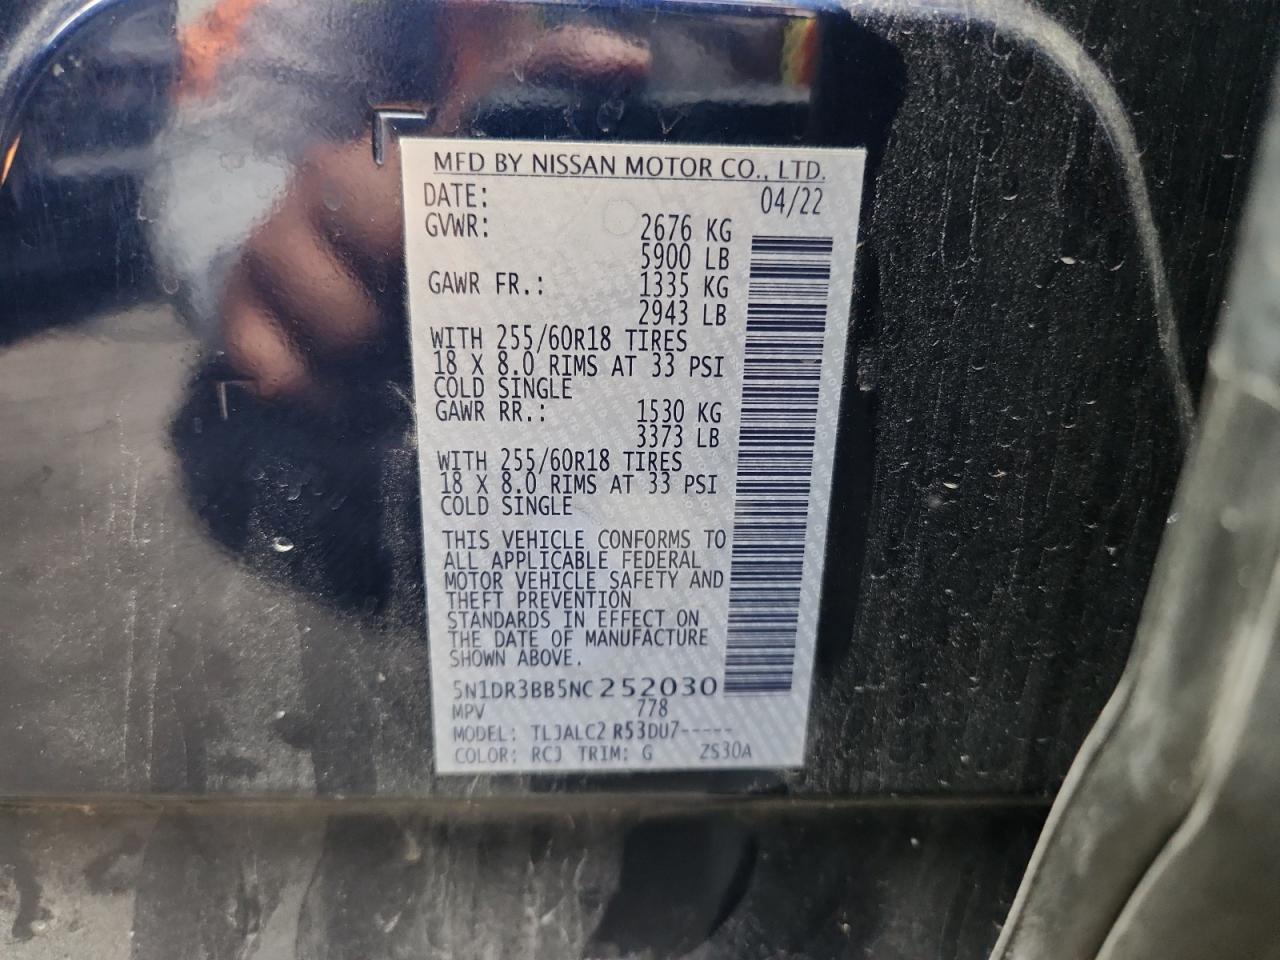 MFD BY NISSAN MOTOR CO., LTD.
DATE: 04/22
GVWR: 2676 KG
5900 LB
GAWR FR.: 1335 KG
2943 LB
WITH 255/60R18 TIRES
18 X 8.0 RIMS AT 33 PSI
COLD SINGLE
GAWR RR.: 1530 KG
3373 LB
WITH 255/60R18 TIRES
18 X 8.0 RIMS AT 33 PSI
COLD SINGLE
THIS VEHICLE CONFORMS TO
ALL APPLICABLE FEDERAL
MOTOR VEHICLE SAFETY AND
THEFT PREVENTION
STANDARDS IN EFFECT ON
THE DATE OF MANUFACTURE
SHOWN ABOVE.
5N1DR3BB5NC252030
MPV 778
MODEL: TLJALC2 R53DU7-----
COLOR: RCJ TRIM: G ZS30A